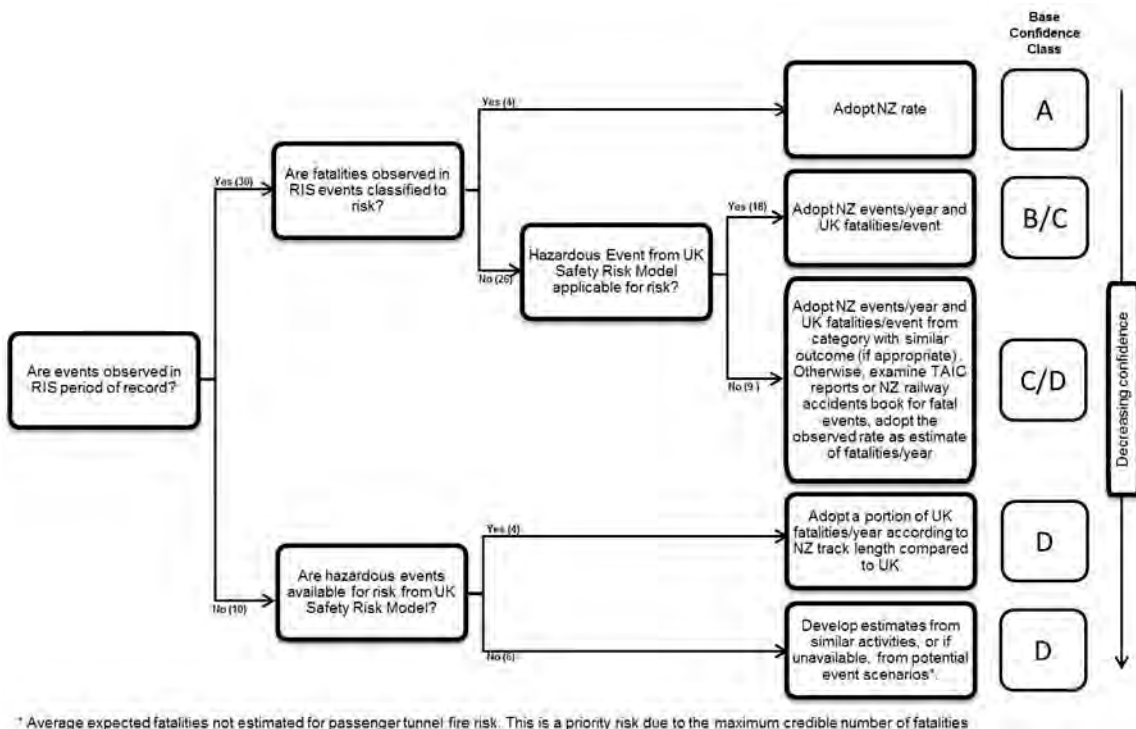 Base
Confidence
Class
Yes (4)
Adopt NZ rate
A
Yes (30)
Are fatalities observed in
RIS events classified to
risk?
Yes (16)
Adopt NZ events/year and
UK fatalities/event
B/C
No (26)
Hazardous Event from UK
Safety Risk Model
applicable for risk?
Adopt NZ events/year and
UK fatalities/event from
category with similar
outcome (if appropriate).
Otherwise, examine TAIC
reports or NZ railway
accidents book for fatal
events, adopt the
observed rate as estimate
of fatalities/year
C/D
No (9 )
Decreasing confidence
Are events observed in
RIS period of record?
Yes (4)
Adopt a portion of UK
fatalities/year according to
NZ track length compared
to UK
D
No (10)
Are hazardous events
available for risk from UK
Safety Risk Model?
No (6)
Develop estimates from
similar activities, or if
unavailable, from potential
event scenarios*.
D
* Average expected fatalities not estimated for passenger tunnel fire risk. This is a priority risk due to the maximum credible number of fatalities